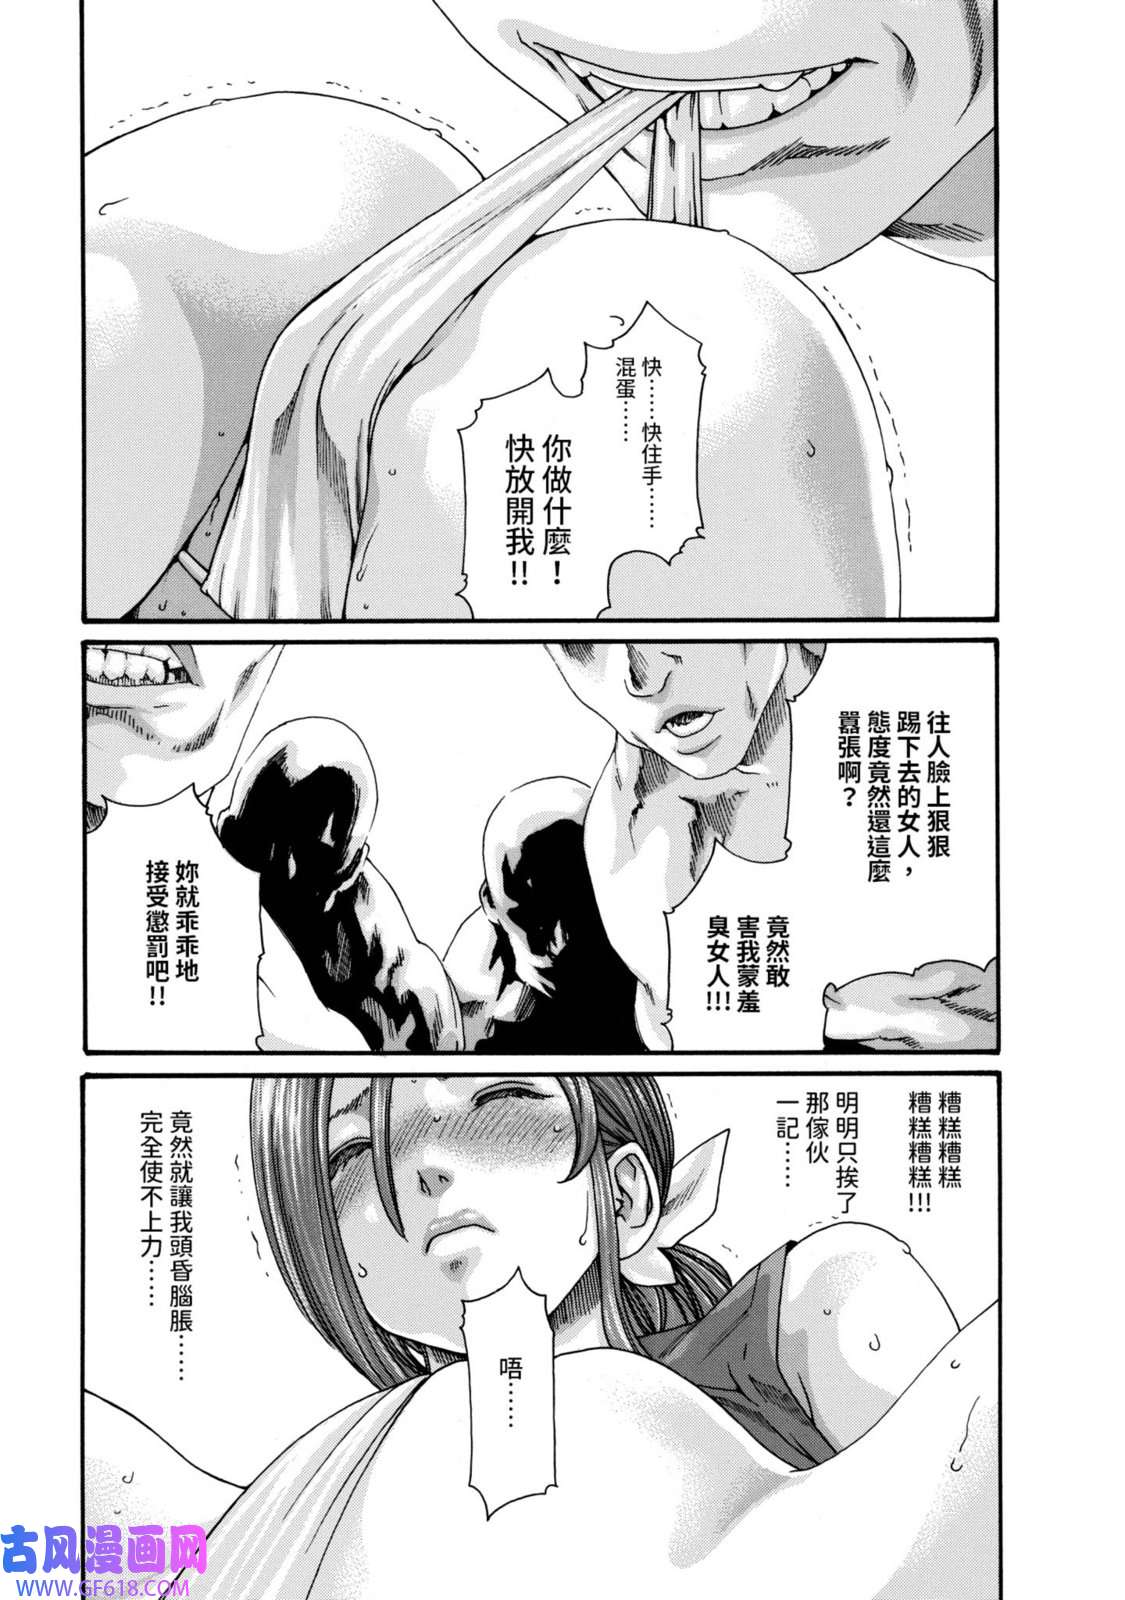 快……快住手……
混蛋……
你做什麼！
快放開我!!
往人臉上狠狠
踢下去的女人，
態度竟然還這麼
囂張啊？
竟然敢
害我蒙羞
臭女人!!!
妳就乖乖地
接受懲罰吧!!
糟糕糟糕
糟糕糟糕!!!
明明只挨了
那傢伙
一記……
唔……
竟然就讓我頭昏腦脹……
完全使不上力……
古风漫画网
WWW.GF618.COM